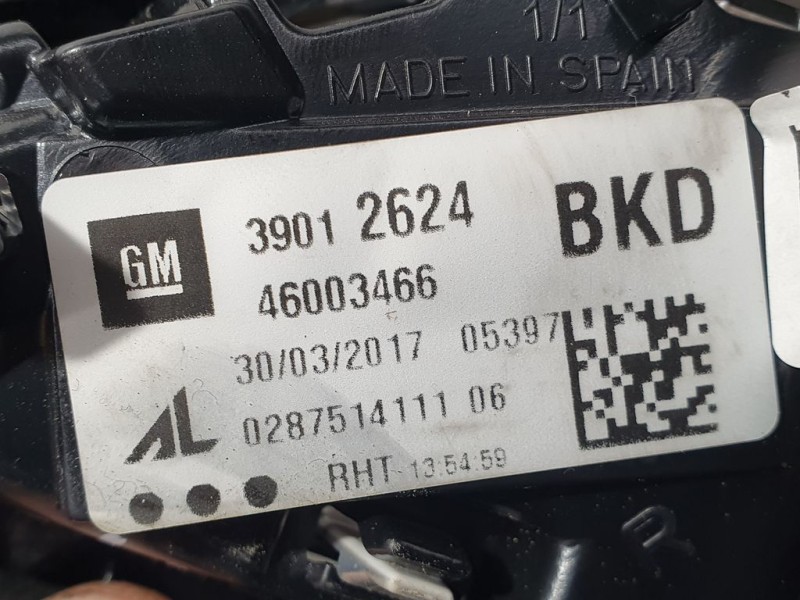 1/1
MADE IN SPAIN
GM
3901 2624
BKD
46003466
30/03/2017 05397
AL
0287514111 06
RHT 13:54:59
R